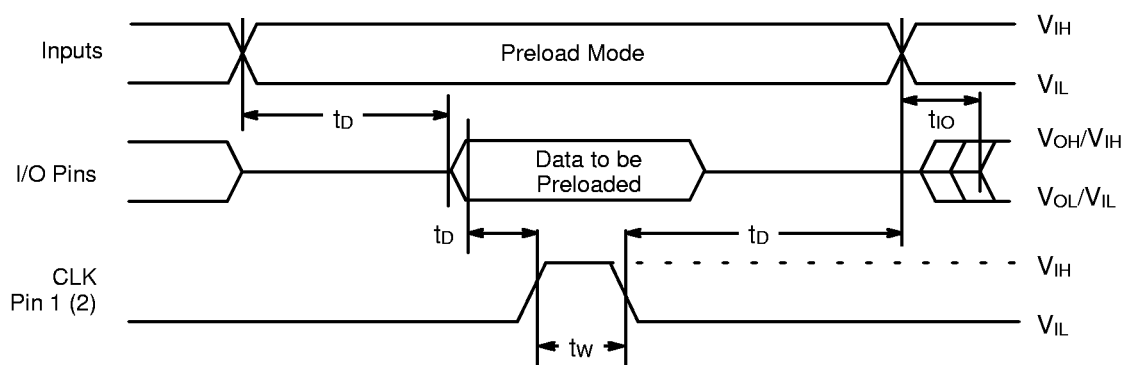 Inputs
Preload Mode
VIH
VIL
tD
tIO
I/O Pins
Data to be
Preloaded
VOH/VIH
VOL/VIL
tD
tD
CLK
Pin 1 (2)
VIH
VIL
tW